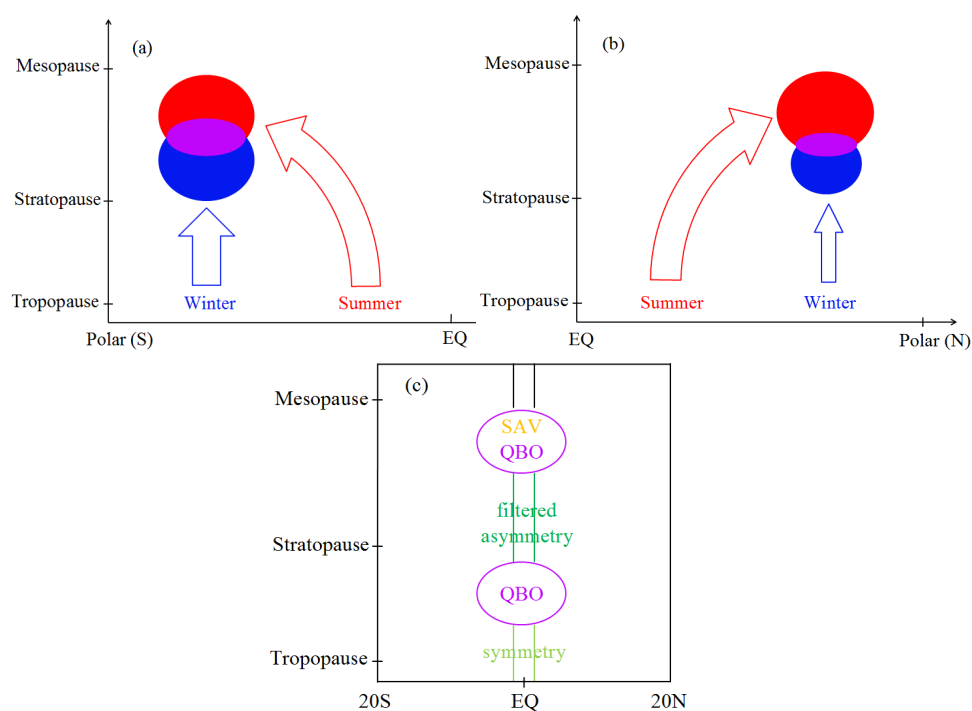 (a)
Mesopause
Stratopause
Tropopause
Winter
Summer
Polar (S)
EQ
(b)
Mesopause
Stratopause
Tropopause
Summer
Winter
EQ
Polar (N)
(c)
Mesopause
SAV
QBO
filtered
asymmetry
Stratopause
QBO
symmetry
Tropopause
20S
EQ
20N